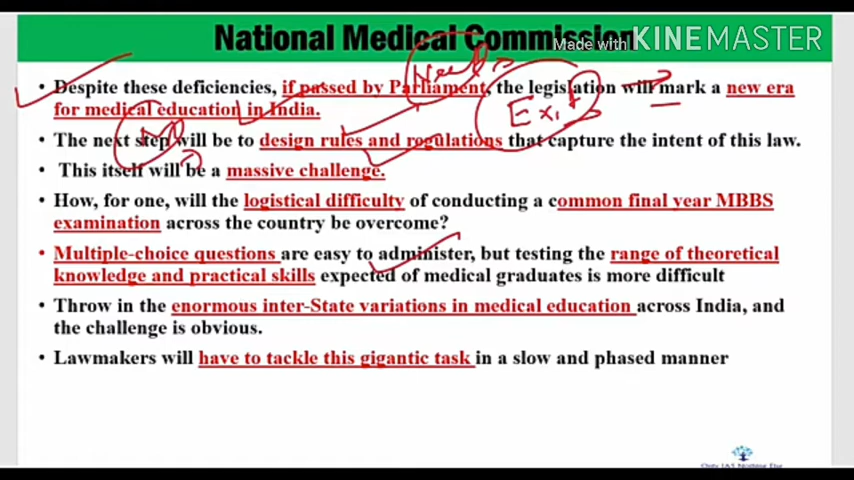 National Medical Commission
Made with KINEMASTER
• Despite these deficiencies, if passed by Parliament, the legislation will mark a new era
for medical education in India.
Exit
• The next step will be to design rules and regulations that capture the intent of this law.
• This itself will be a massive challenge.
• How, for one, will the logistical difficulty of conducting a common final year MBBS
examination across the country be overcome?
• Multiple-choice questions are easy to administer, but testing the range of theoretical
knowledge and practical skills expected of medical graduates is more difficult
• Throw in the enormous inter-State variations in medical education across India, and
the challenge is obvious.
• Lawmakers will have to tackle this gigantic task in a slow and phased manner
Only IAS Nothing Else